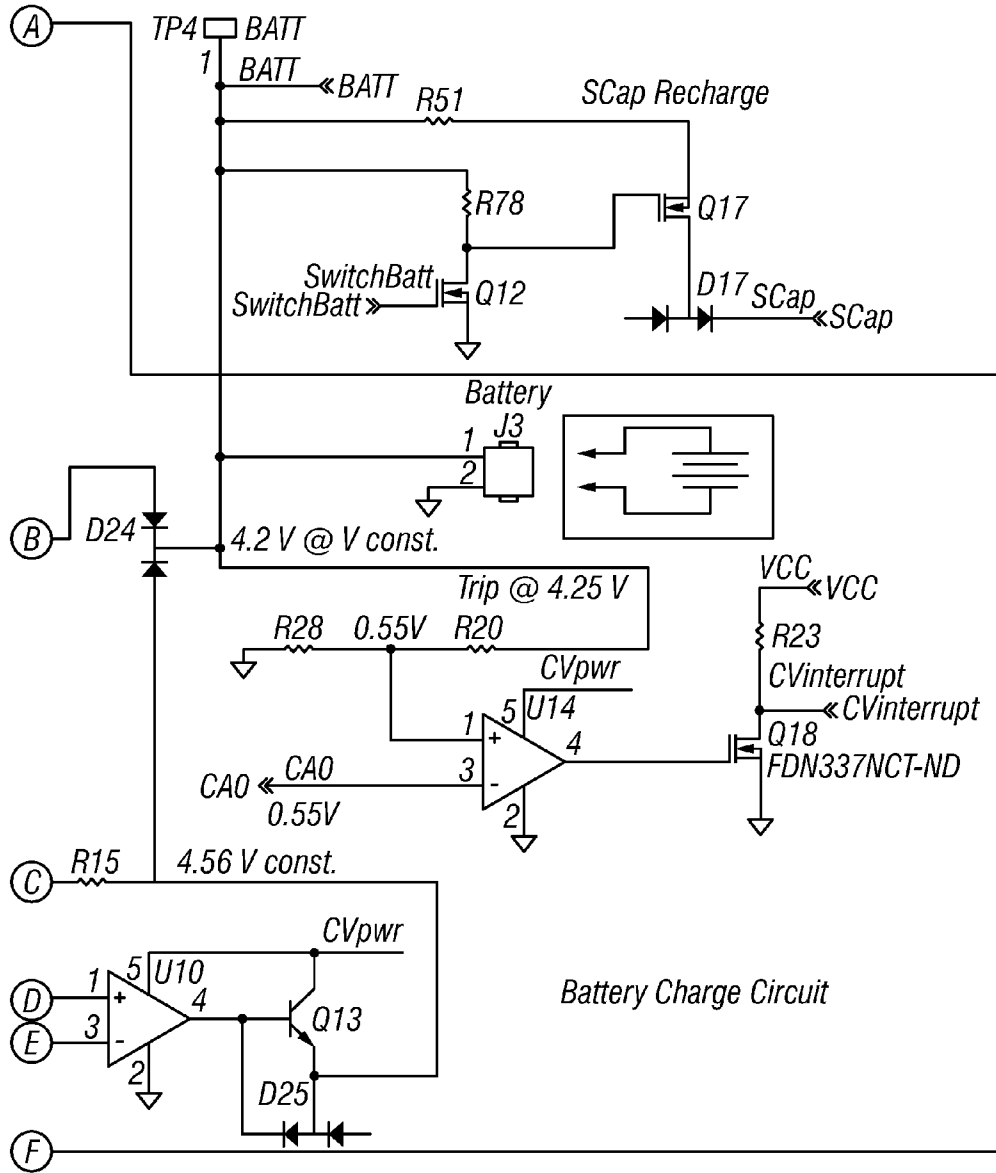 A
TP4 BATT
1
BATT
BATT
R51
SCap Recharge
R78
Q17
SwitchBatt
SwitchBatt
Q12
D17
SCap
SCap
Battery
J3
1
2
B
D24
4.2 V @ V const.
Trip @ 4.25 V
VCC
VCC
R28
0.55V
R20
R23
CVpwr
CVinterrupt
CVinterrupt
1
+
5
U14
4
Q18
FDN337NCT-ND
CA0
CA0
3
-
0.55V
2
C
R15
4.56 V const.
CVpwr
D
1
+
5
U10
4
Q13
Battery Charge Circuit
E
3
-
2
D25
F